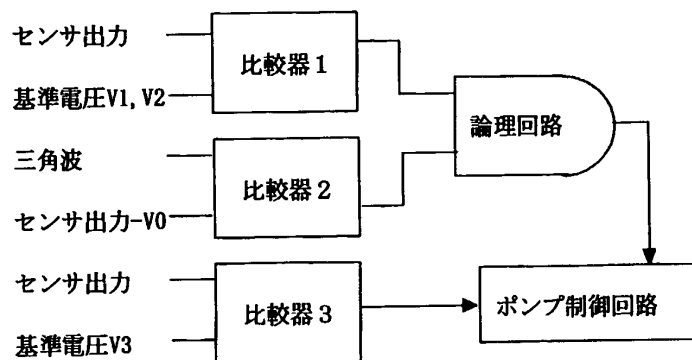 センサ出力
比較器1
基準電圧V1, V2
論理回路
三角波
比較器2
センサ出力-V0
センサ出力
比較器3
ポンプ制御回路
基準電圧V3